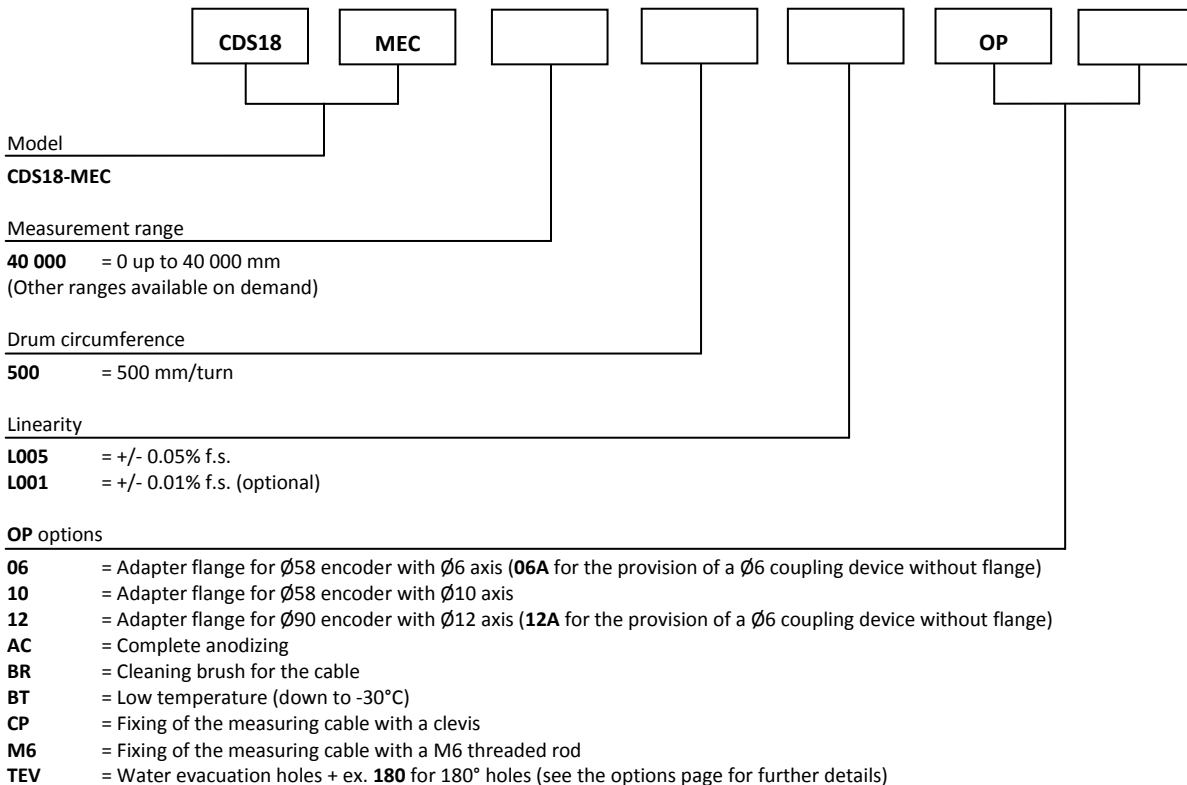 CDS18 MEC OP
Model
CDS18-MEC
Measurement range
40 000 = 0 up to 40 000 mm
(Other ranges available on demand)
Drum circumference
500 = 500 mm/turn
Linearity
L005 = +/- 0.05% f.s.
L001 = +/- 0.01% f.s. (optional)
OP options
06 = Adapter flange for Ø58 encoder with Ø6 axis (06A for the provision of a Ø6 coupling device without flange)
10 = Adapter flange for Ø58 encoder with Ø10 axis
12 = Adapter flange for Ø90 encoder with Ø12 axis (12A for the provision of a Ø6 coupling device without flange)
AC = Complete anodizing
BR = Cleaning brush for the cable
BT = Low temperature (down to -30°C)
CP = Fixing of the measuring cable with a clevis
M6 = Fixing of the measuring cable with a M6 threaded rod
TEV = Water evacuation holes + ex. 180 for 180° holes (see the options page for further details)